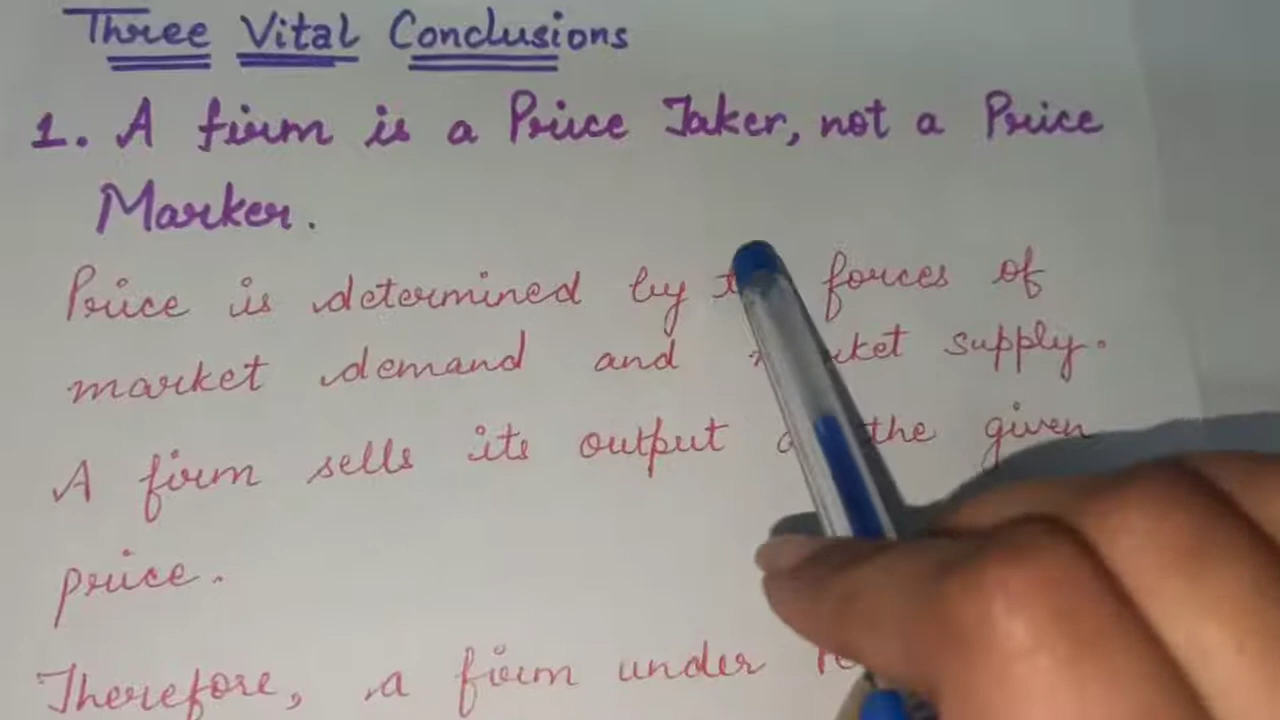 Three Vital Conclusions
1. A firm is a Price Taker, not a Price
Marker.
Price is determined by forces of
market demand and supply.
A firm sells its output the given
price.
Therefore, a firm under